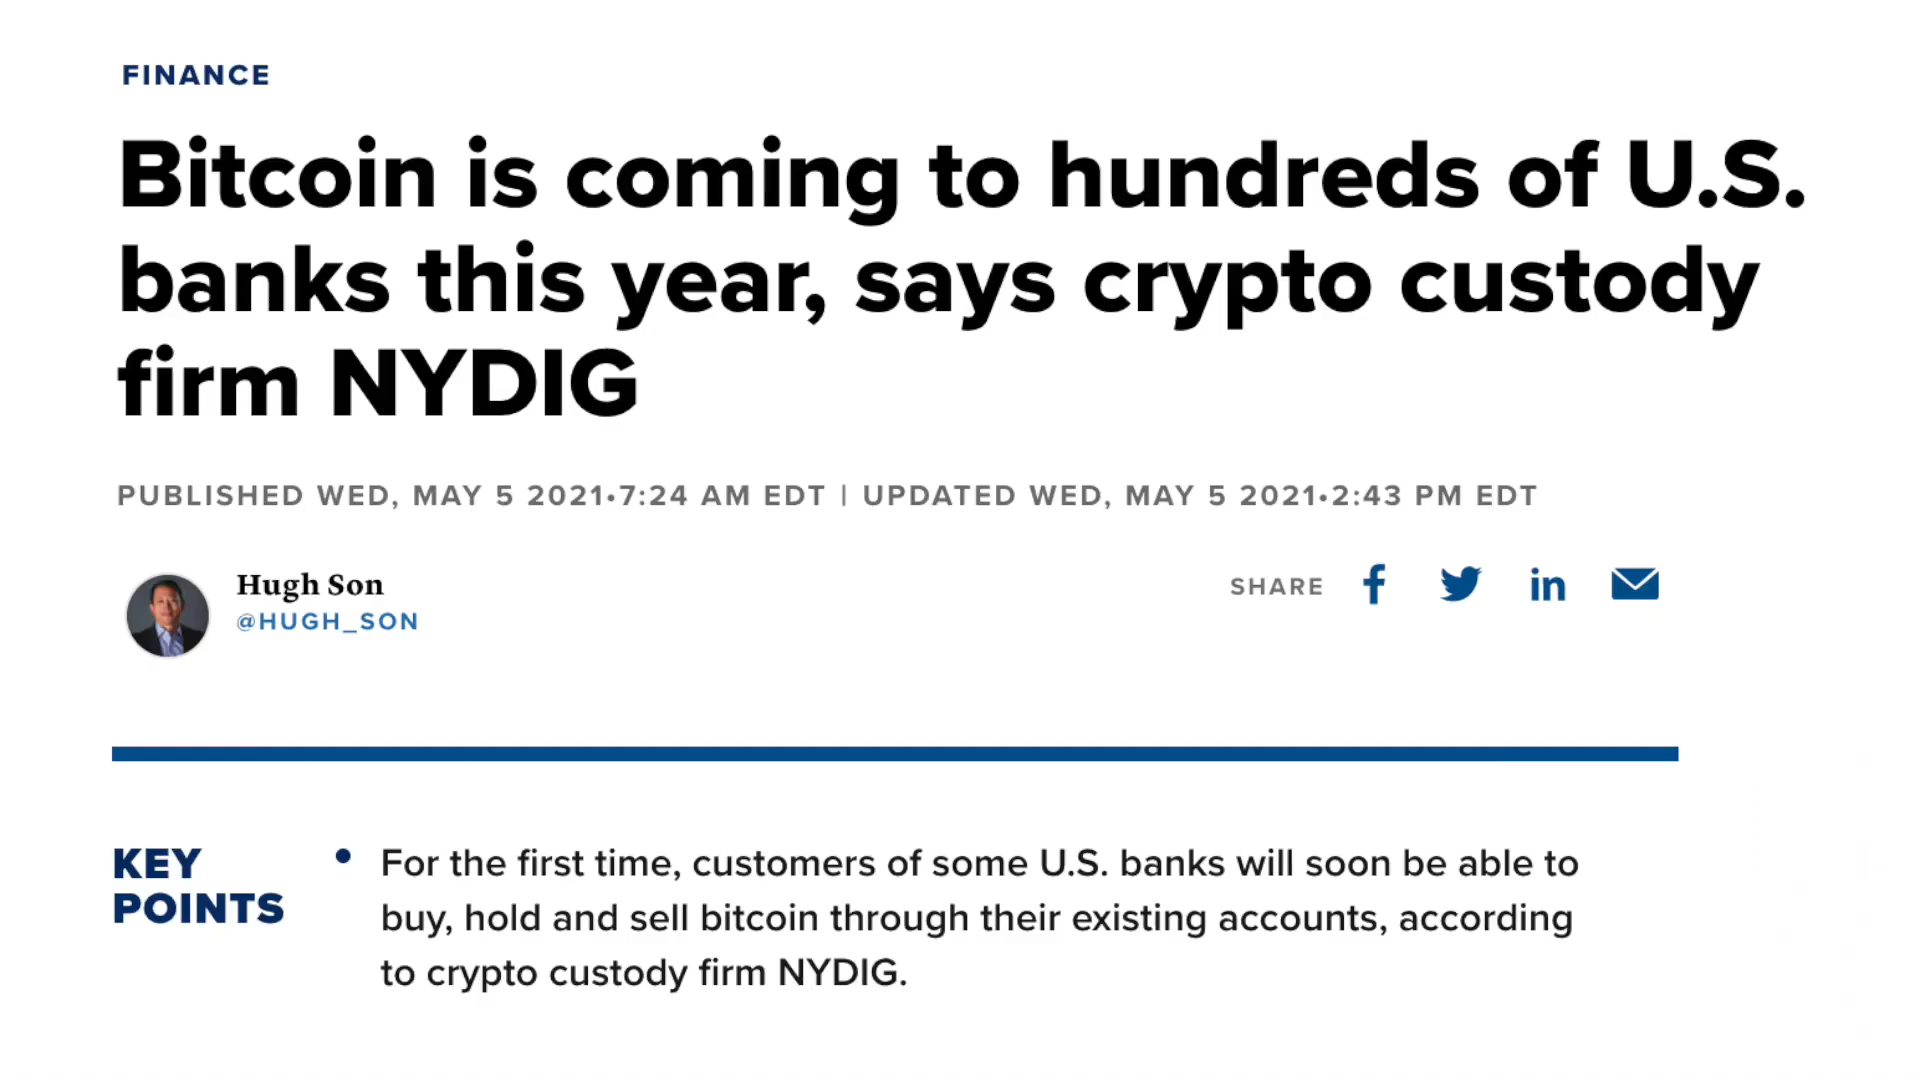 FINANCE
Bitcoin is coming to hundreds of U.S.
banks this year, says crypto custody
firm NYDIG
PUBLISHED WED, MAY 5 2021•7:24 AM EDT | UPDATED WED, MAY 5 2021•2:43 PM EDT
Hugh Son
@HUGH_SON
SHARE
KEY
POINTS
• For the first time, customers of some U.S. banks will soon be able to
buy, hold and sell bitcoin through their existing accounts, according
to crypto custody firm NYDIG.